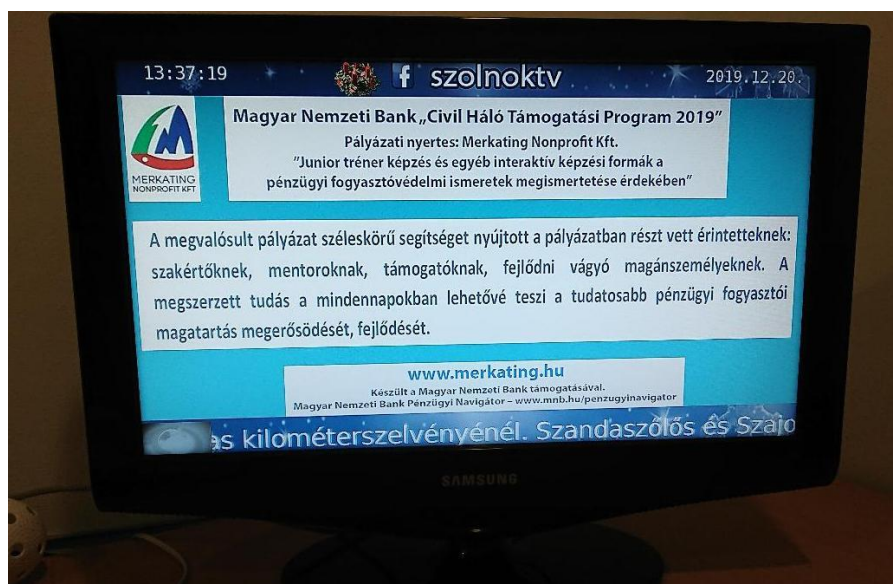 13:37:19
szolnoktv
2019.12.20.
MERKATING
NONPROFIT KFT
Magyar Nemzeti Bank „Civil Háló Támogatási Program 2019”
Pályázati nyertes: Merkating Nonprofit Kft.
"Junior tréner képzés és egyéb interaktív képzési formák a
pénzügyi fogyasztóvédelmi ismeretek megismertetése érdekében"
A megvalósult pályázat széleskörű segítséget nyújtott a pályázatban részt vett érintetteknek:
szakértőknek, mentoroknak, támogatóknak, fejlődni vágyó magánszemélyeknek. A
megszerzett tudás a mindennapokban lehetővé teszi a tudatosabb pénzügyi fogyasztói
magatartás megerősödését, fejlődését.
www.merkating.hu
Készült a Magyar Nemzeti Bank támogatásával.
Magyar Nemzeti Bank Pénzügyi Navigátor – www.mnb.hu/penzugyinavigator
as kilométerszelvényénél. Szandaszőlős és Szajo
SAMSUNG